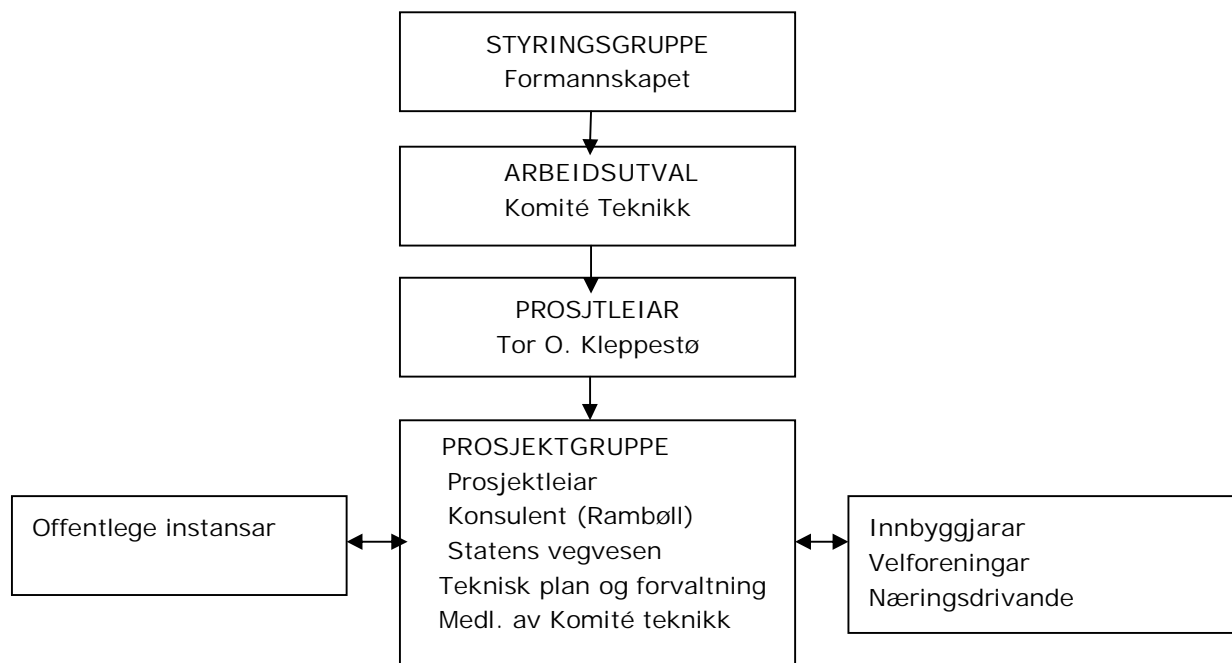 STYRINGSGRUPPE
Formannskapet
ARBEIDSUTVAL
Komité Teknikk
PROSJTLEIAR
Tor O. Kleppestø
PROSJEKTGRUPPE
Prosjektleiar
Konsulent (Rambøll)
Statens vegvesen
Teknisk plan og forvaltning
Medl. av Komité teknikk
Offentlege instansar
Innbyggjarar
Velforeningar
Næringsdrivande